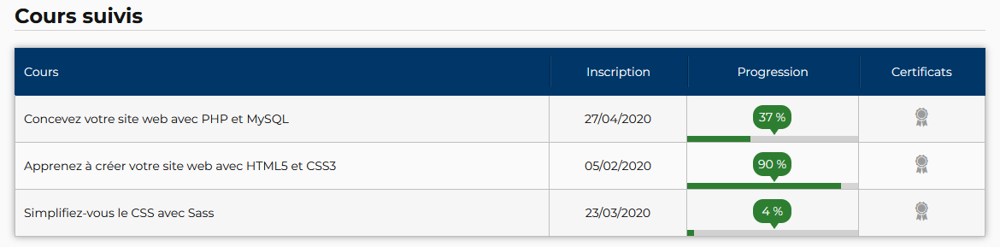 Cours suivis
Cours Inscription Progression Certificats
Concevez votre site web avec PHP et MySQL 27/04/2020 37 %
Apprenez à créer votre site web avec HTML5 et CSS3 05/02/2020 90 %
Simplifiez-vous le CSS avec Sass 23/03/2020 4 %